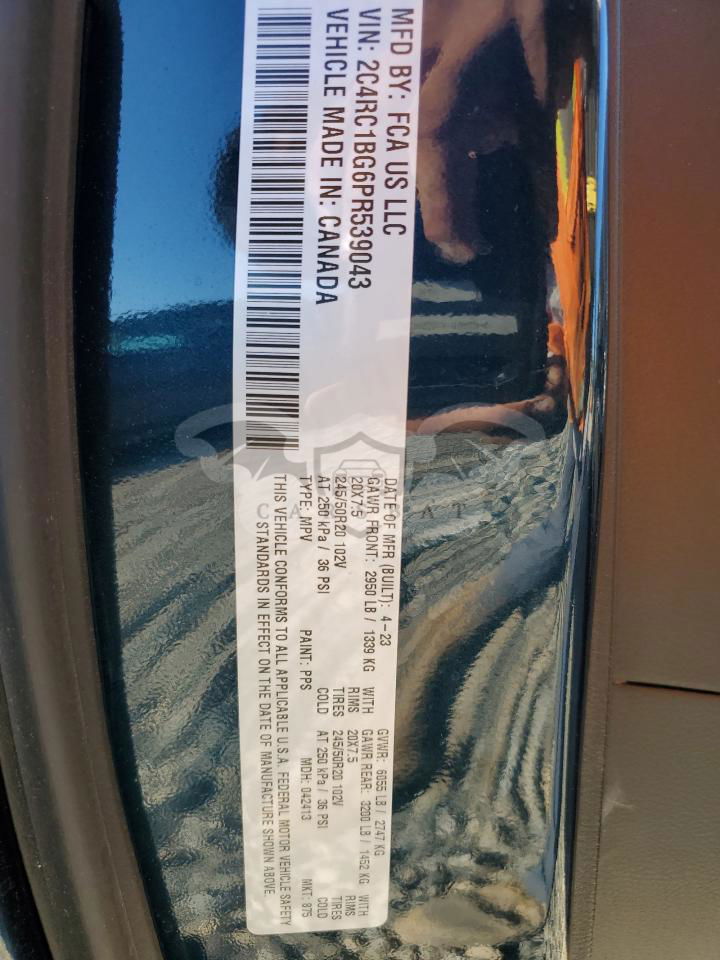 MFD BY: FCA US LLC
VIN: 2C4RC1BG6PR539043
VEHICLE MADE IN: CANADA
DATE OF MFR (BUILT): 4-23 GVWR: 6055 LB / 2747 KG
GAWR FRONT: 2950 LB / 1339 KG WITH GAWR REAR: 3200 LB / 1452 KG WITH
20X7.5 RIMS 20X7.5 RIMS
245/50R20 102V TIRES 245/50R20 102V TIRES
AT 250 kPa / 36 PSI COLD AT 250 kPa / 36 PSI COLD
TYPE: MPV PAINT: PPS MDH: 042413 MKT: 875
THIS VEHICLE CONFORMS TO ALL APPLICABLE U.S.A. FEDERAL MOTOR VEHICLE SAFETY
STANDARDS IN EFFECT ON THE DATE OF MANUFACTURE SHOWN ABOVE.